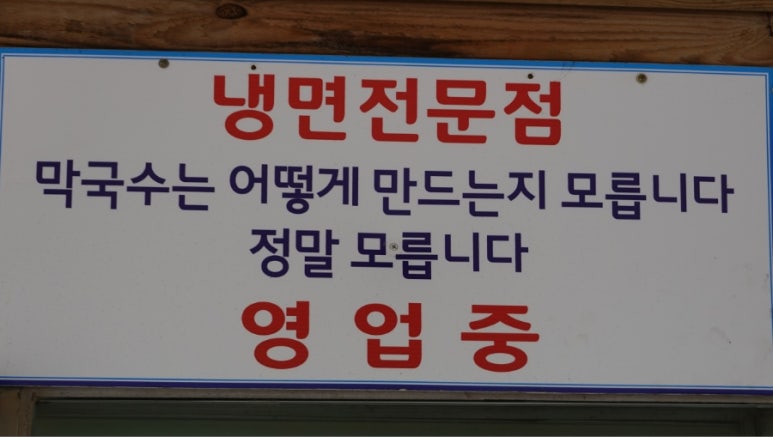 냉면전문점
막국수는 어떻게 만드는지 모릅니다
정말 모릅니다
영 업 중